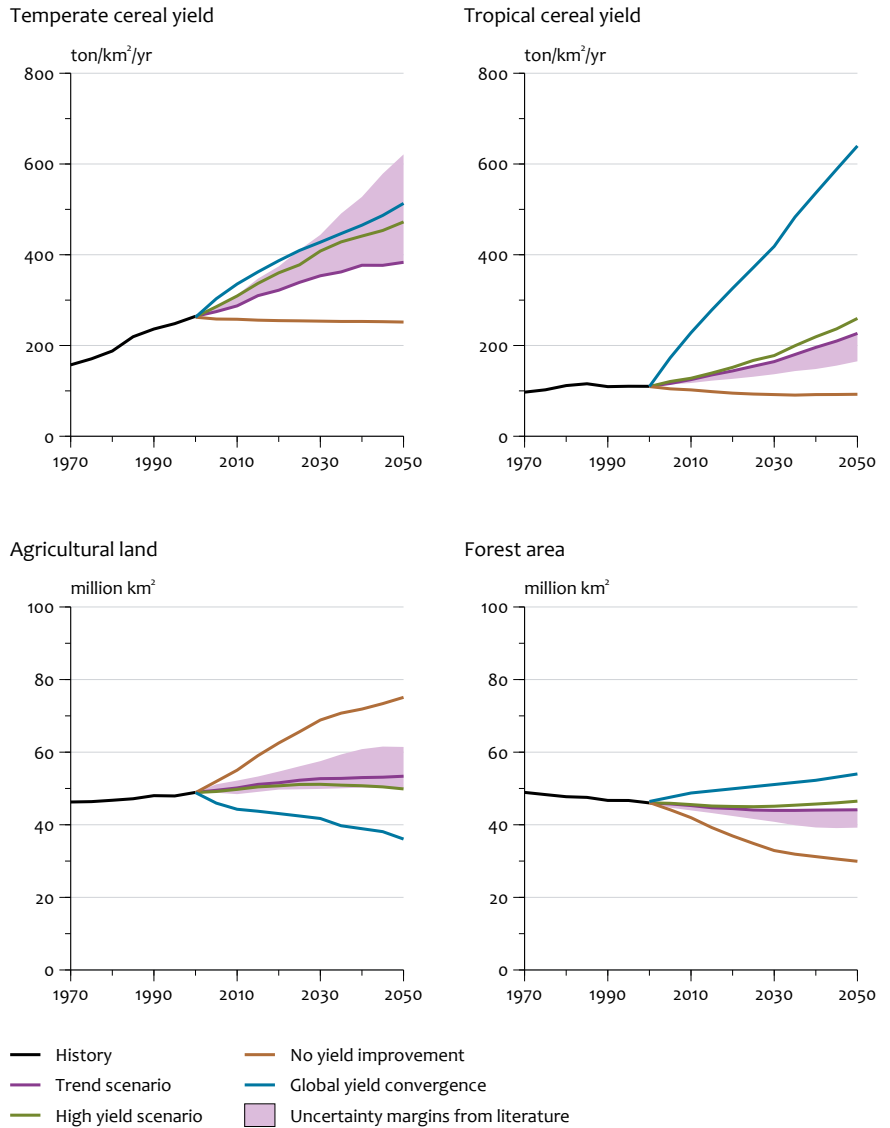 Temperate cereal yield
ton/km²/yr
800
600
400
200
0
1970 1990 2010 2030 2050
Tropical cereal yield
ton/km²/yr
800
600
400
200
0
1970 1990 2010 2030 2050
Agricultural land
million km²
100
80
60
40
20
0
1970 1990 2010 2030 2050
Forest area
million km²
100
80
60
40
20
0
1970 1990 2010 2030 2050
History
Trend scenario
High yield scenario
No yield improvement
Global yield convergence
Uncertainty margins from literature